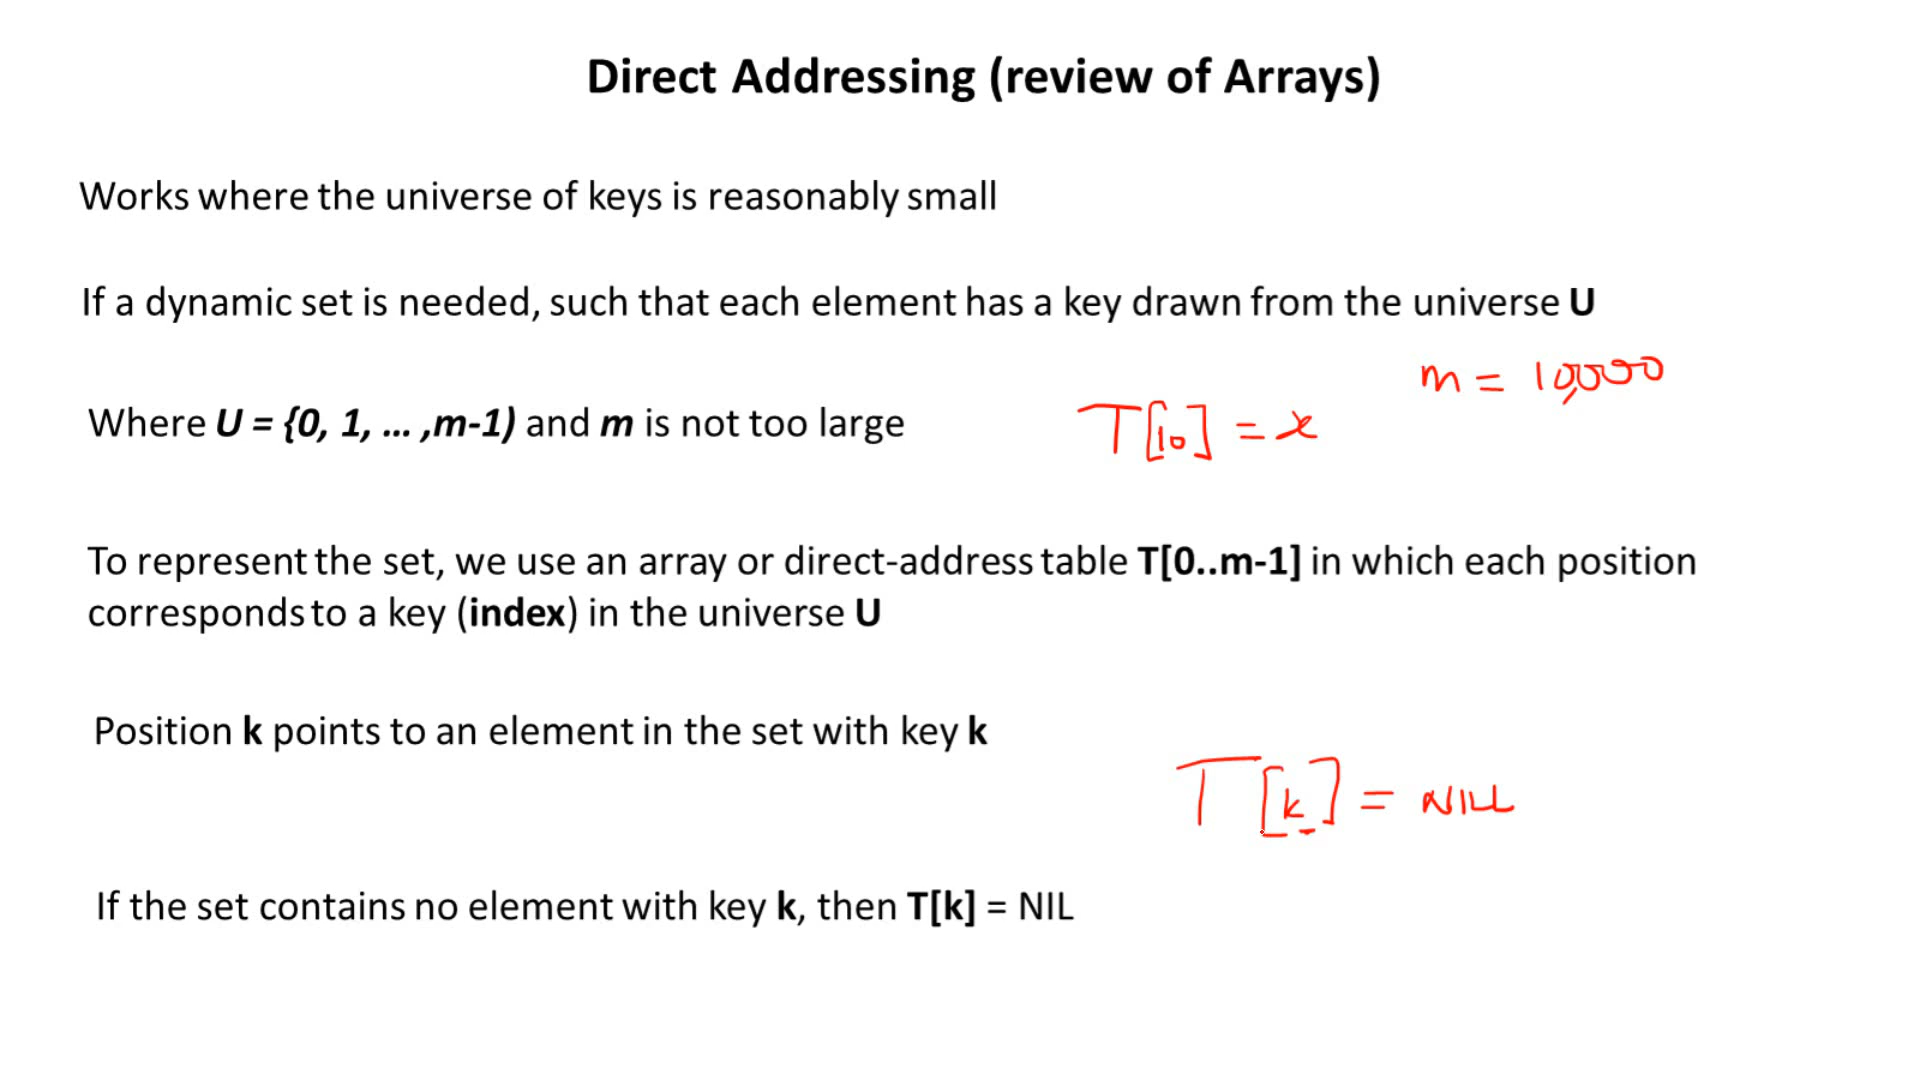 Direct Addressing (review of Arrays)
Works where the universe of keys is reasonably small
If a dynamic set is needed, such that each element has a key drawn from the universe U
m = 10,000
Where U = {0, 1, … ,m-1) and m is not too large
T[10] = x
To represent the set, we use an array or direct-address table T[0..m-1] in which each position
corresponds to a key (index) in the universe U
Position k points to an element in the set with key k
T[k] = NILL
If the set contains no element with key k, then T[k] = NIL